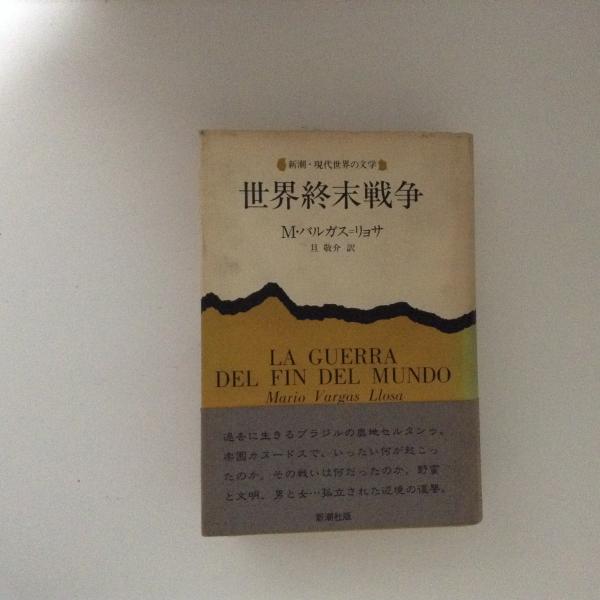 新潮・現代世界の文学
世界終末戦争
M・バルガス=リョサ
旦 敬介 訳
LA GUERRA
DEL FIN DEL MUNDO
Mario Vargas Llosa
過去に生きるブラジルの奥地セルタンゥ。
楽園カヌードスで、いったい何が起こっ
たのか。その戦いは何だったのか。野蛮
と文明、男と女…孤立された辺境の復讐。
新潮社版